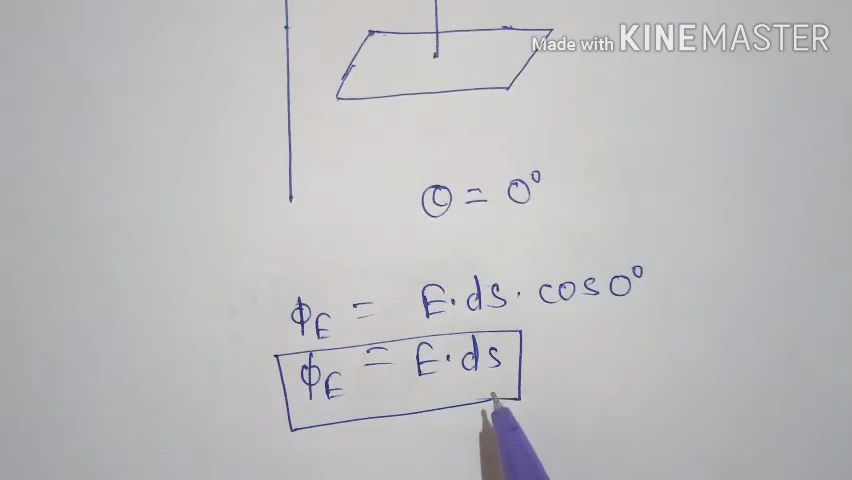 Made with KINEMASTER
Θ = 0°
ϕE = E·ds·cos0°
ϕE = E·ds